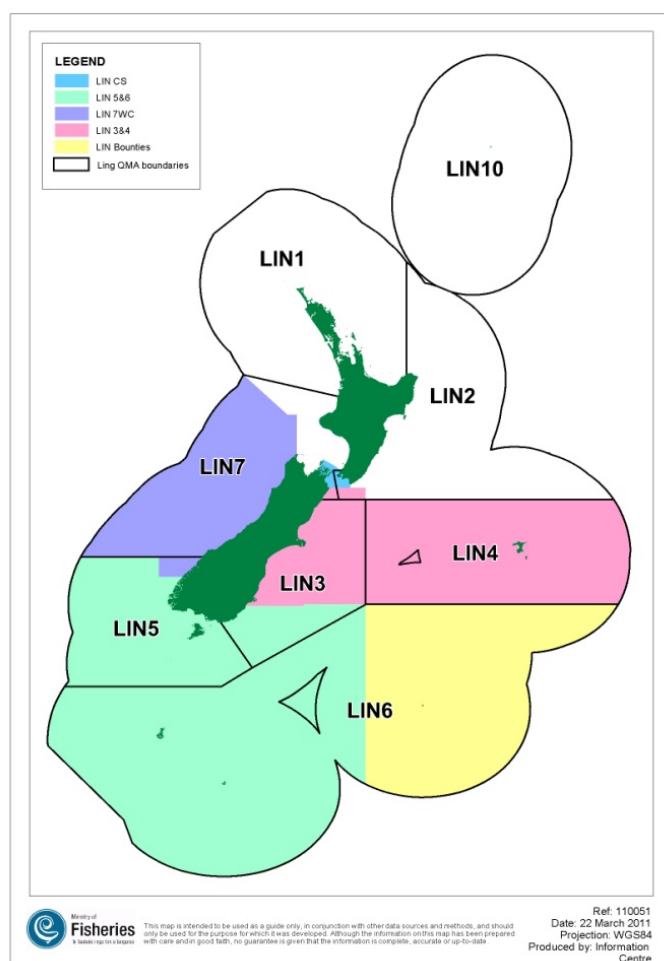 LEGEND
LIN CS
LIN 5&6
LIN 7WC
LIN 3&4
LIN Bounties
Ling QMA boundaries
LIN10
LIN1
LIN2
LIN7
LIN4
LIN3
LIN5
LIN6
Ministry of
Fisheries
This map is intended to be used as a guide only, in conjunction with other data sources and methods, and should
only be used for the purpose for which it was developed. Although the information on this map has been prepared
with care and in good faith, no guarantee is given that the information is complete, accurate or up-to-date
Ref: 110051
Date: 22 March 2011
Projection: WGS84
Produced by: Information
Centre